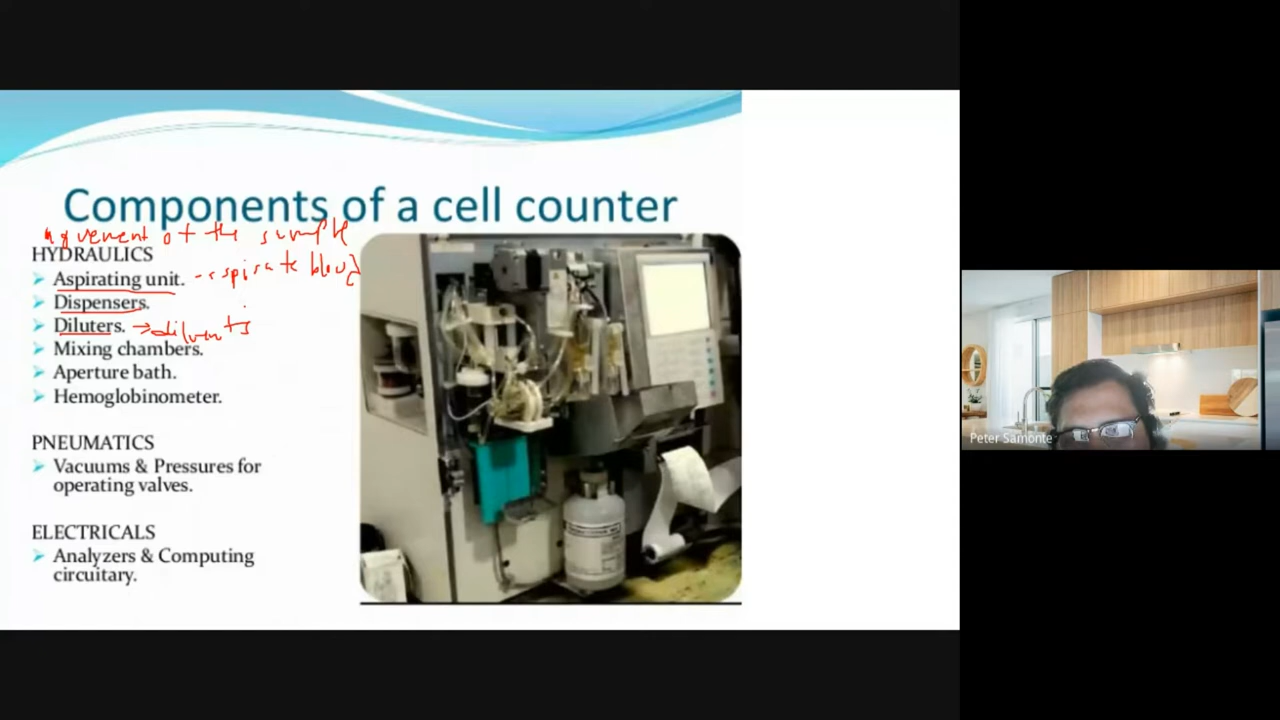 Components of a cell counter
of the sample
HYDRAULICS
➢ Aspirating unit. - aspirate blood
➢ Dispensers.
➢ Diluters. → diluents
➢ Mixing chambers.
➢ Aperture bath.
➢ Hemoglobinometer.
PNEUMATICS
➢ Vacuums & Pressures for
operating valves.
ELECTRICALS
➢ Analyzers & Computing
circuitary.
Peter Samonte